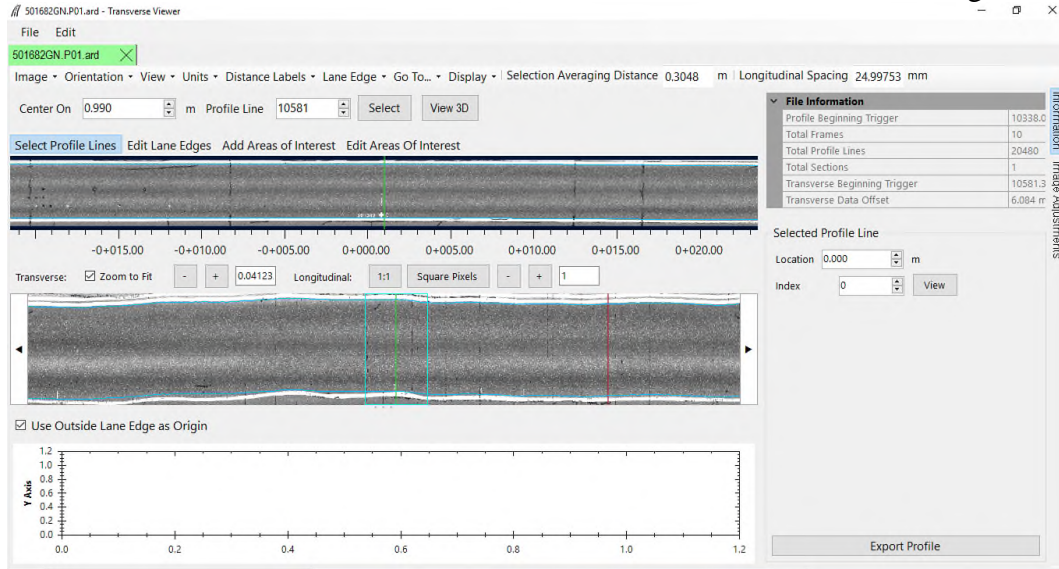 501682GN.P01.ard - Transverse Viewer
File Edit
501682GN.P01.ard
Image Orientation View Units Distance Labels Lane Edge Go To... Display Selection Averaging Distance 0.3048 m Longitudinal Spacing 24.99753 mm
Center On 0.990 m Profile Line 10581 Select View 3D
Select Profile Lines Edit Lane Edges Add Areas of Interest Edit Areas Of Interest
-0+015.00 -0+010.00 -0+005.00 0+000.00 0+005.00 0+010.00 0+015.00 0+020.00
Transverse: Zoom to Fit - + 0.04123 Longitudinal: 1:1 Square Pixels - + 1
Use Outside Lane Edge as Origin
1.2
1.0
0.8
0.6
0.4
0.2
0.0
Y Axis
0.0 0.2 0.4 0.6 0.8 1.0 1.2
File Information
Profile Beginning Trigger 10338.0
Total Frames 10
Total Profile Lines 20480
Total Sections 1
Transverse Beginning Trigger 10581.3
Transverse Data Offset 6.084 m
Selected Profile Line
Location 0.000 m
Index 0 View
Export Profile
Information
Image Adjustments